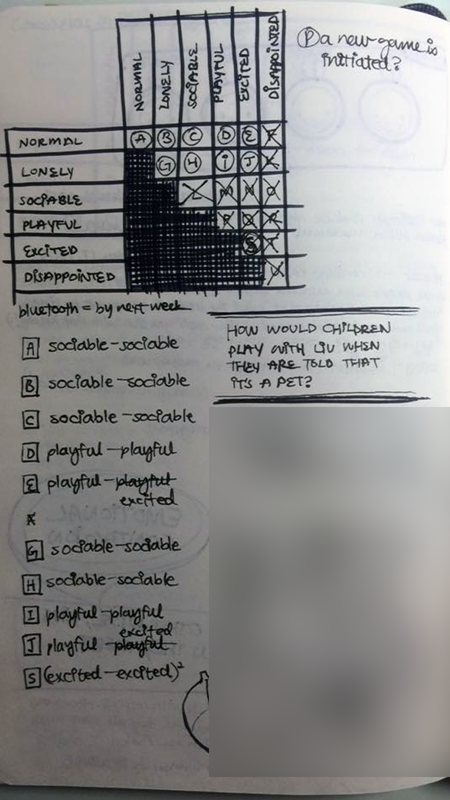 NORMAL
LONELY
SOCIABLE
PLAYFUL
EXCITED
DISAPPOINTED
P a new game is
initiated?
NORMAL A B C D E F
LONELY G H I J K
SOCIABLE L M N O
PLAYFUL P Q R
EXCITED S T
DISAPPOINTED U
bluetooth = by next week
A sociable-sociable
B sociable-sociable
C sociable-sociable
D playful-playful
E playful-playful
excited
F
G sociable-sociable
H sociable-sociable
I playful-playful
excited
J playful-playful
S (excited-excited)²
HOW WOULD CHILDREN
PLAY WITH LIV WHEN
THEY ARE TOLD THAT
IT'S A PET?